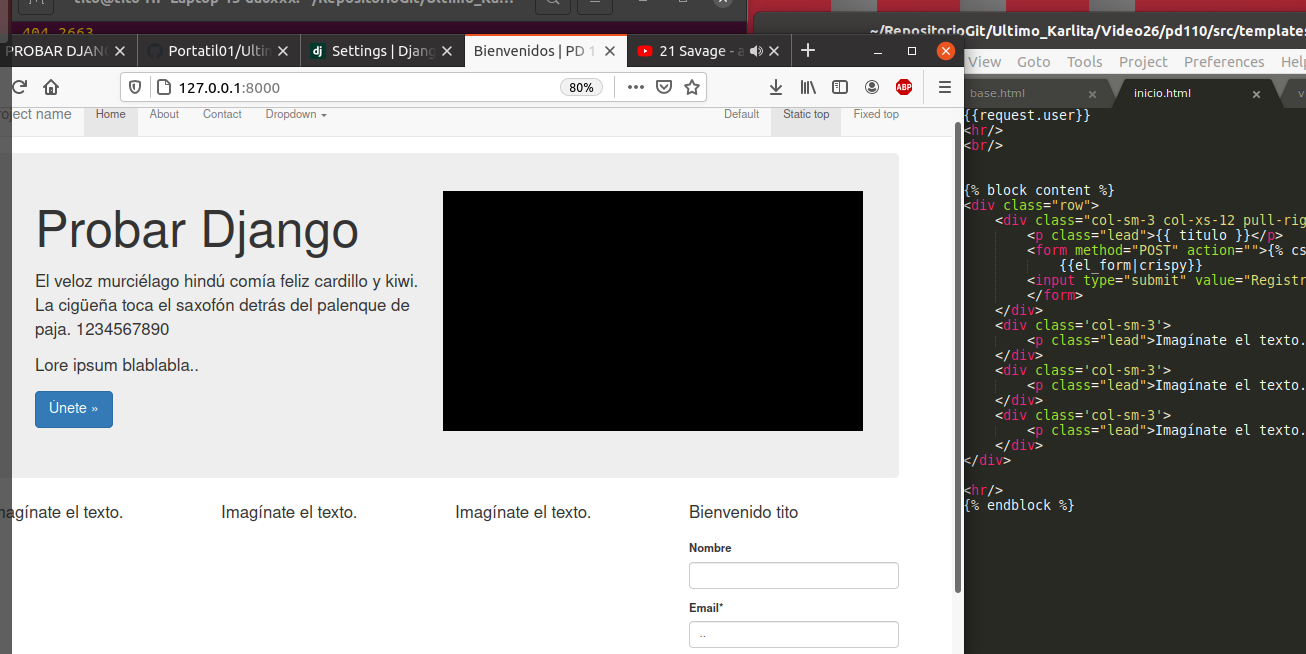 404 2663
~/RepositorioGit/Ultimo_Karlita/Video26/pd110/src/templates
PROBAR DJAN
Portatil01/Ultin
dj Settings | Djang
Bienvenidos | PD 1
21 Savage - a
View Goto Tools Project Preferences Help
127.0.0.1:8000
80%
ABP
base.html
inicio.html
oject name Home About Contact Dropdown Default Static top Fixed top
Probar Django
El veloz murciélago hindú comía feliz cardillo y kiwi.
La cigüeña toca el saxofón detrás del palenque de
paja. 1234567890
Lore ipsum blablabla..
Únete »
magínate el texto. Imagínate el texto. Imagínate el texto. Bienvenido tito
Nombre
Email*
..
{{request.user}}
<hr/>
<br/>
{% block content %}
<div class="row">
<div class="col-sm-3 col-xs-12 pull-rig
<p class="lead">{{ titulo }}</p>
<form method="POST" action="">{% cs
{{el_form|crispy}}
<input type="submit" value="Registr
</form>
</div>
<div class='col-sm-3'>
<p class="lead">Imagínate el texto.
</div>
<div class='col-sm-3'>
<p class="lead">Imagínate el texto.
</div>
<div class='col-sm-3'>
<p class="lead">Imagínate el texto.
</div>
</div>
<hr/>
{% endblock %}